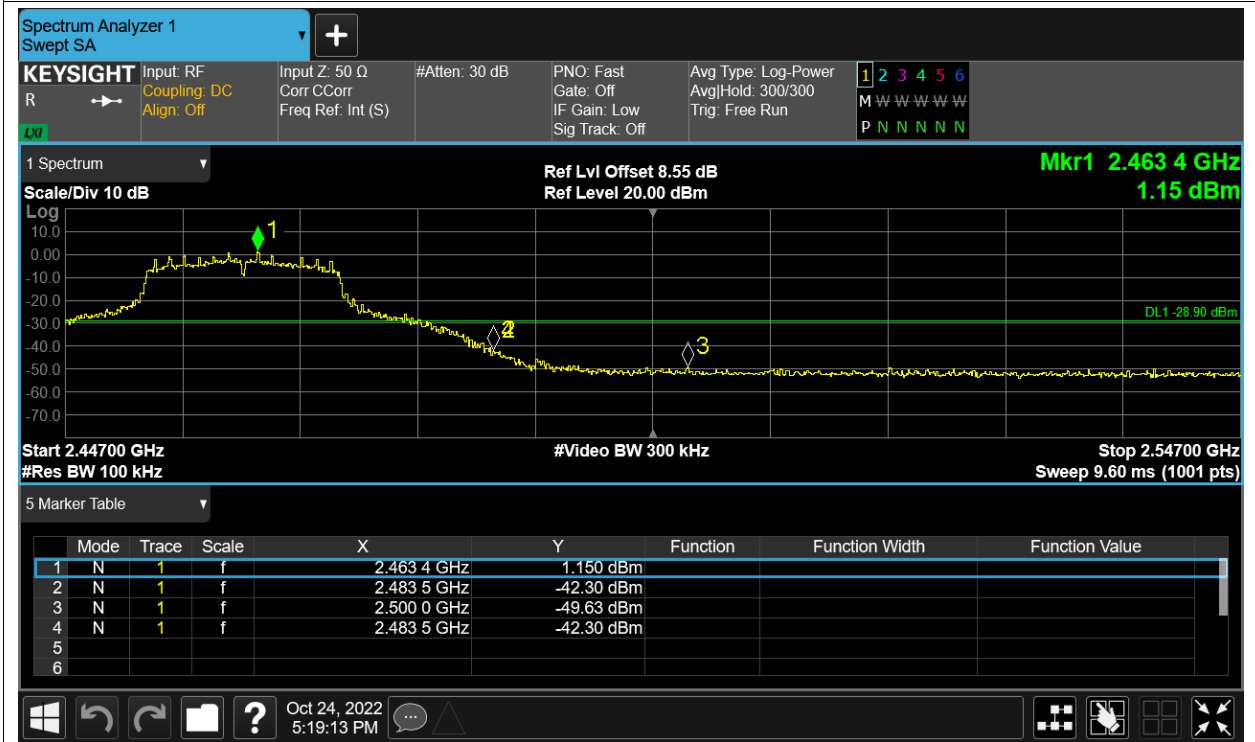 Spectrum Analyzer 1
Swept SA
+
KEYSIGHT Input: RF Input Z: 50 Ω #Atten: 30 dB PNO: Fast Avg Type: Log-Power 1 2 3 4 5 6
R Coupling: DC Corr CCorr Gate: Off Avg|Hold: 300/300 M W W W W W
Align: Off Freq Ref: Int (S) IF Gain: Low Trig: Free Run
LXI Sig Track: Off P N N N N N
1 Spectrum Ref Lvl Offset 8.55 dB Mkr1 2.463 4 GHz
Scale/Div 10 dB Ref Level 20.00 dBm 1.15 dBm
Log
10.0
1
0.00
-10.0
-20.0
DL1 -28.90 dBm
-30.0
2
-40.0
3
-50.0
-60.0
-70.0
Start 2.44700 GHz #Video BW 300 kHz Stop 2.54700 GHz
#Res BW 100 kHz Sweep 9.60 ms (1001 pts)
5 Marker Table
Mode Trace Scale X Y Function Function Width Function Value
1 N 1 f 2.463 4 GHz 1.150 dBm
2 N 1 f 2.483 5 GHz -42.30 dBm
3 N 1 f 2.500 0 GHz -49.63 dBm
4 N 1 f 2.483 5 GHz -42.30 dBm
5
6
? Oct 24, 2022
5:19:13 PM